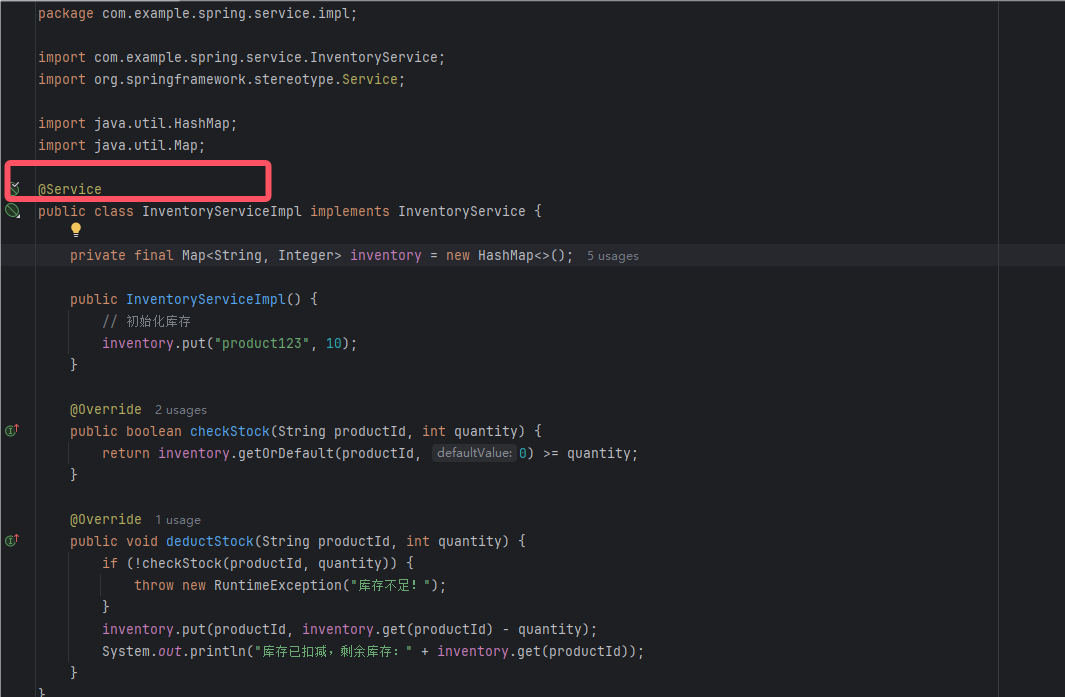 package com.example.spring.service.impl;
import com.example.spring.service.InventoryService;
import org.springframework.stereotype.Service;
import java.util.HashMap;
import java.util.Map;
@Service
public class InventoryServiceImpl implements InventoryService {
private final Map<String, Integer> inventory = new HashMap<>(); 5 usages
public InventoryServiceImpl() {
// 初始化库存
inventory.put("product123", 10);
}
@Override 2 usages
public boolean checkStock(String productId, int quantity) {
return inventory.getOrDefault(productId, defaultValue: 0) >= quantity;
}
@Override 1 usage
public void deductStock(String productId, int quantity) {
if (!checkStock(productId, quantity)) {
throw new RuntimeException("库存不足！");
}
inventory.put(productId, inventory.get(productId) - quantity);
System.out.println("库存已扣减，剩余库存：" + inventory.get(productId));
}
}